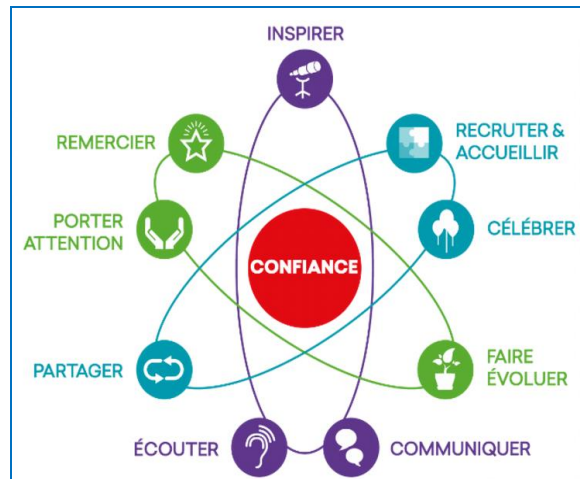 INSPIRER
REMERCIER
RECRUTER &
ACCUEILLIR
PORTER
ATTENTION
CÉLÉBRER
CONFIANCE
PARTAGER
FAIRE
ÉVOLUER
ÉCOUTER
COMMUNIQUER